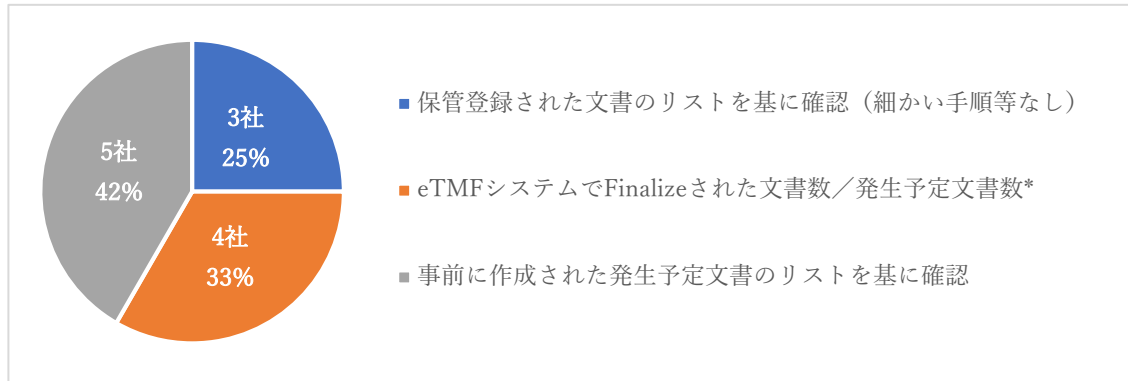 3社
25%
5社
42%
4社
33%
■ 保管登録された文書のリストを基に確認（細かい手順等なし）
■ eTMFシステムでFinalizeされた文書数／発生予定文書数*
■ 事前に作成された発生予定文書のリストを基に確認